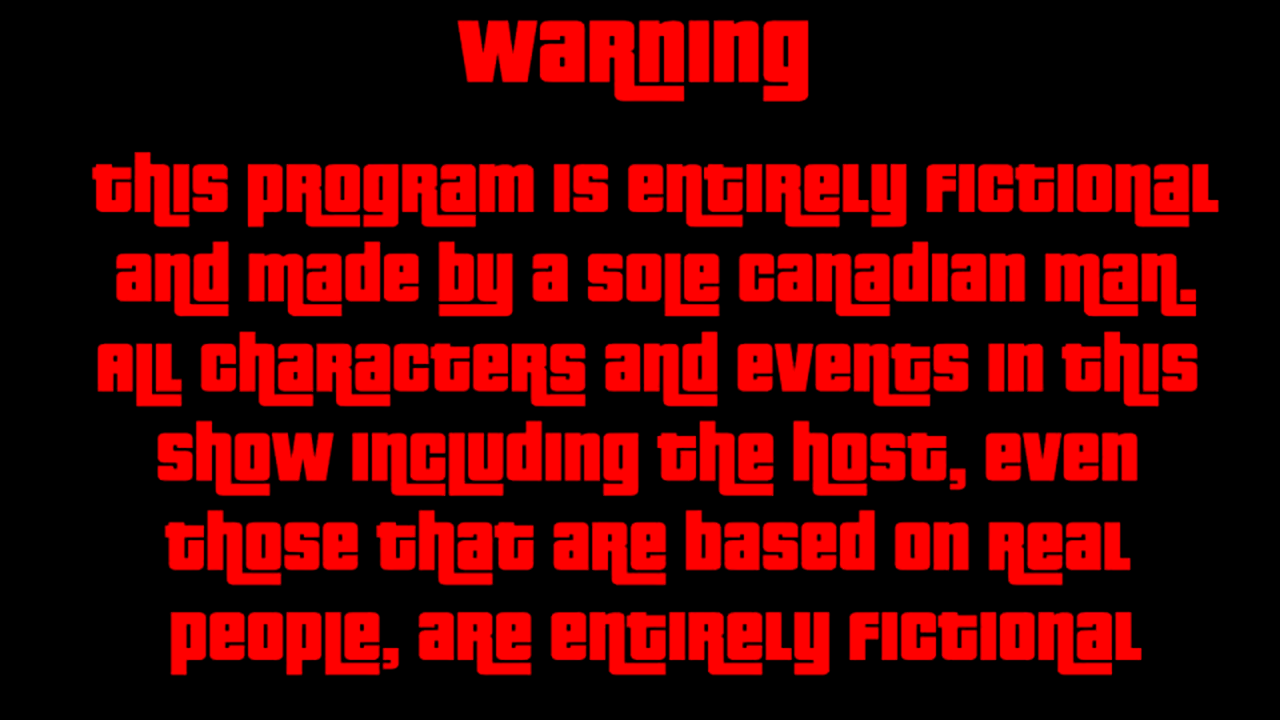 Warning
this program is entirely fictional
and made by a sole canadian man.
All characters and events in this
show including the host, even
those that are based on real
people, are entirely fictional